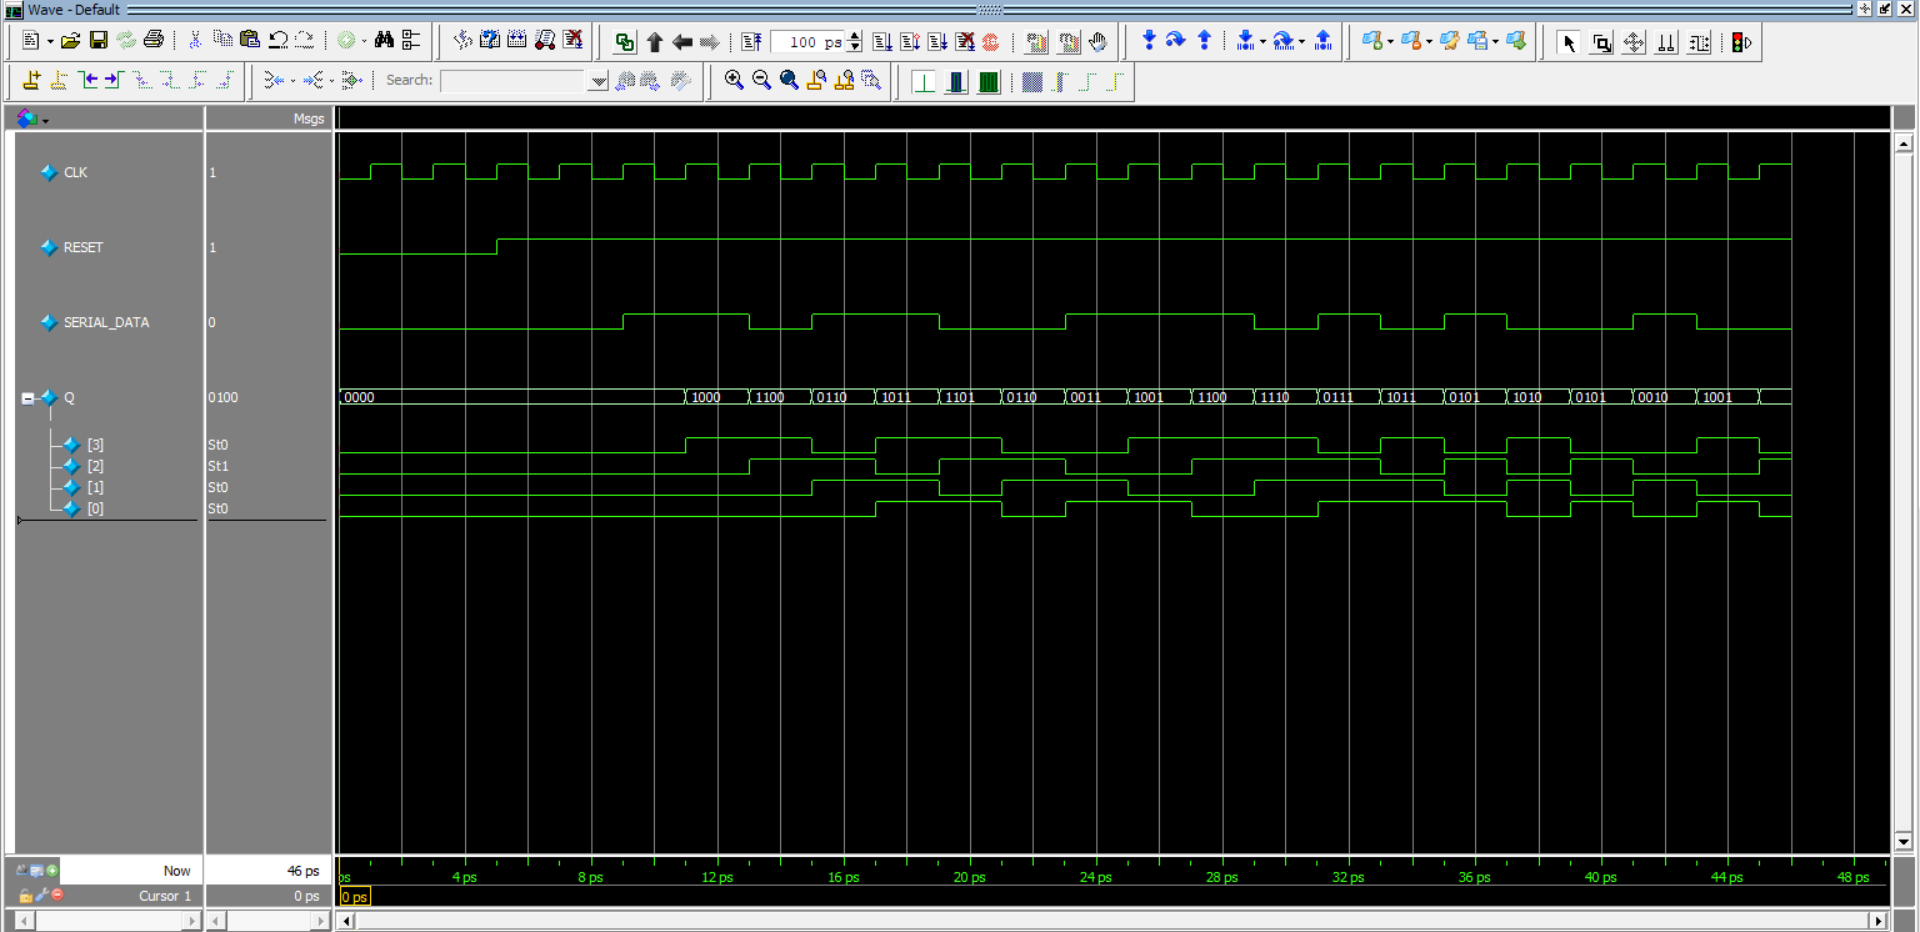 Wave - Default
100 ps
Search:
Msgs
CLK 1
RESET 1
SERIAL_DATA 0
Q 0100 0000 1000 1100 0110 1011 1101 0110 0011 1001 1100 1110 0111 1011 0101 1010 0101 0010 1001
[3] St0
[2] St1
[1] St0
[0] St0
Now 46 ps ps 4 ps 8 ps 12 ps 16 ps 20 ps 24 ps 28 ps 32 ps 36 ps 40 ps 44 ps 48 ps
Cursor 1 0 ps 0 ps